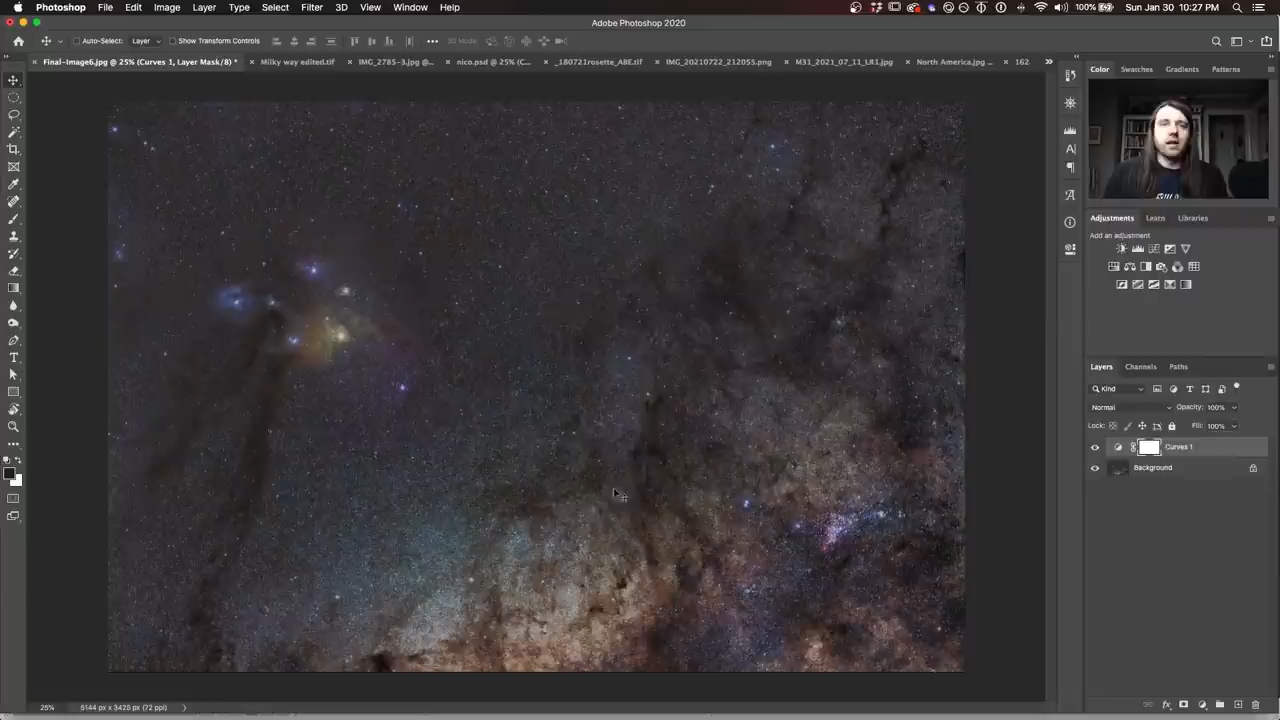 Photoshop File Edit Image Layer Type Select Filter 3D View Window Help 100% Sun Jan 30 10:27 PM
Adobe Photoshop 2020
Auto-Select: Layer Show Transform Controls 3D Mode:
Final-Image6.jpg @ 25% (Curves 1, Layer Mask/8) * Milky way edited.tif IMG_2785-3.jpg @... nico.psd @ 25% (C... _180721rosette_ABE.tif IMG_20210722_212055.png M31_2021_07_11_LR1.jpg North America.jpg ... 162
Color Swatches Gradients Patterns
Adjustments Learn Libraries
Add an adjustment
Layers Channels Paths
Kind
Normal Opacity: 100%
Lock: Fill: 100%
Curves 1
Background
25% 5144 px x 3425 px (72 ppi)